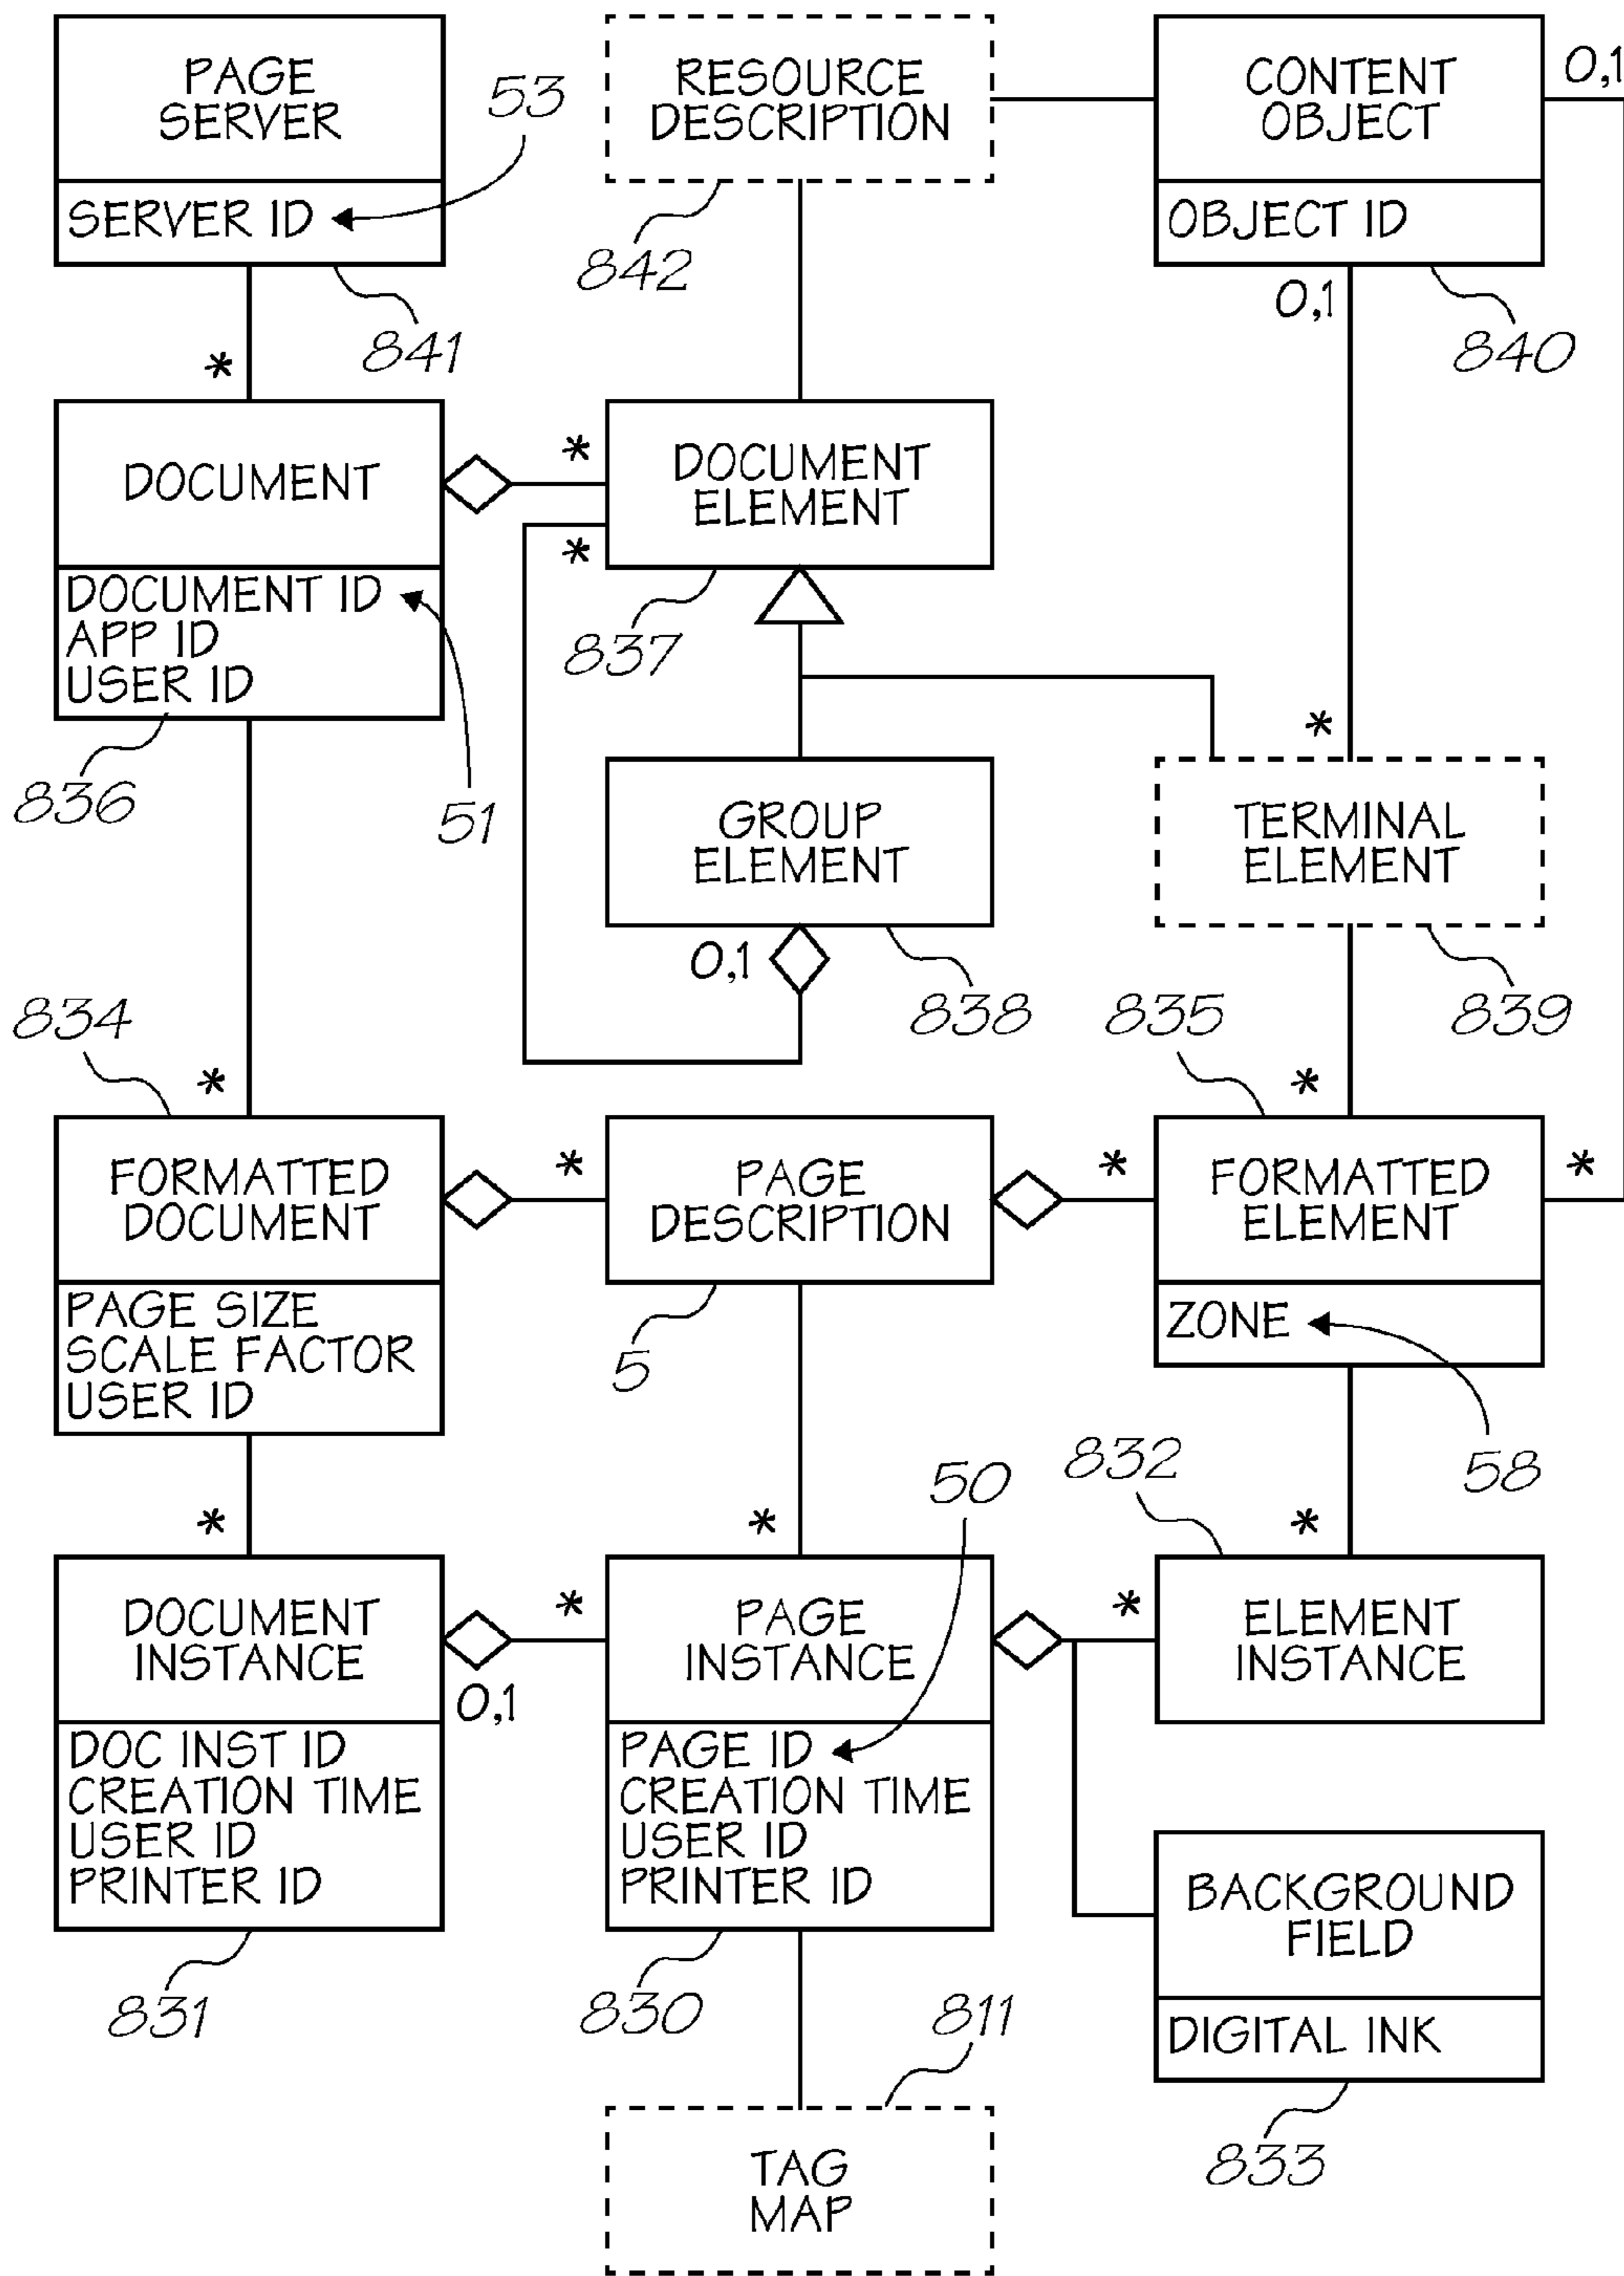 PAGE
SERVER
SERVER ID
53
841
RESOURCE
DESCRIPTION
842
CONTENT
OBJECT
OBJECT ID
0,1
0,1
840
*
DOCUMENT
DOCUMENT ID
APP ID
USER ID
836
51
*
*
DOCUMENT
ELEMENT
837
GROUP
ELEMENT
0,1
838
*
TERMINAL
ELEMENT
839
834
*
FORMATTED
DOCUMENT
PAGE SIZE
SCALE FACTOR
USER ID
*
PAGE
DESCRIPTION
5
835
*
*
*
FORMATTED
ELEMENT
ZONE
58
*
DOCUMENT
INSTANCE
0,1
DOC INST ID
CREATION TIME
USER ID
PRINTER ID
831
*
*
50
PAGE
INSTANCE
PAGE ID
CREATION TIME
USER ID
PRINTER ID
830
832
*
*
ELEMENT
INSTANCE
BACKGROUND
FIELD
DIGITAL INK
833
811
TAG
MAP